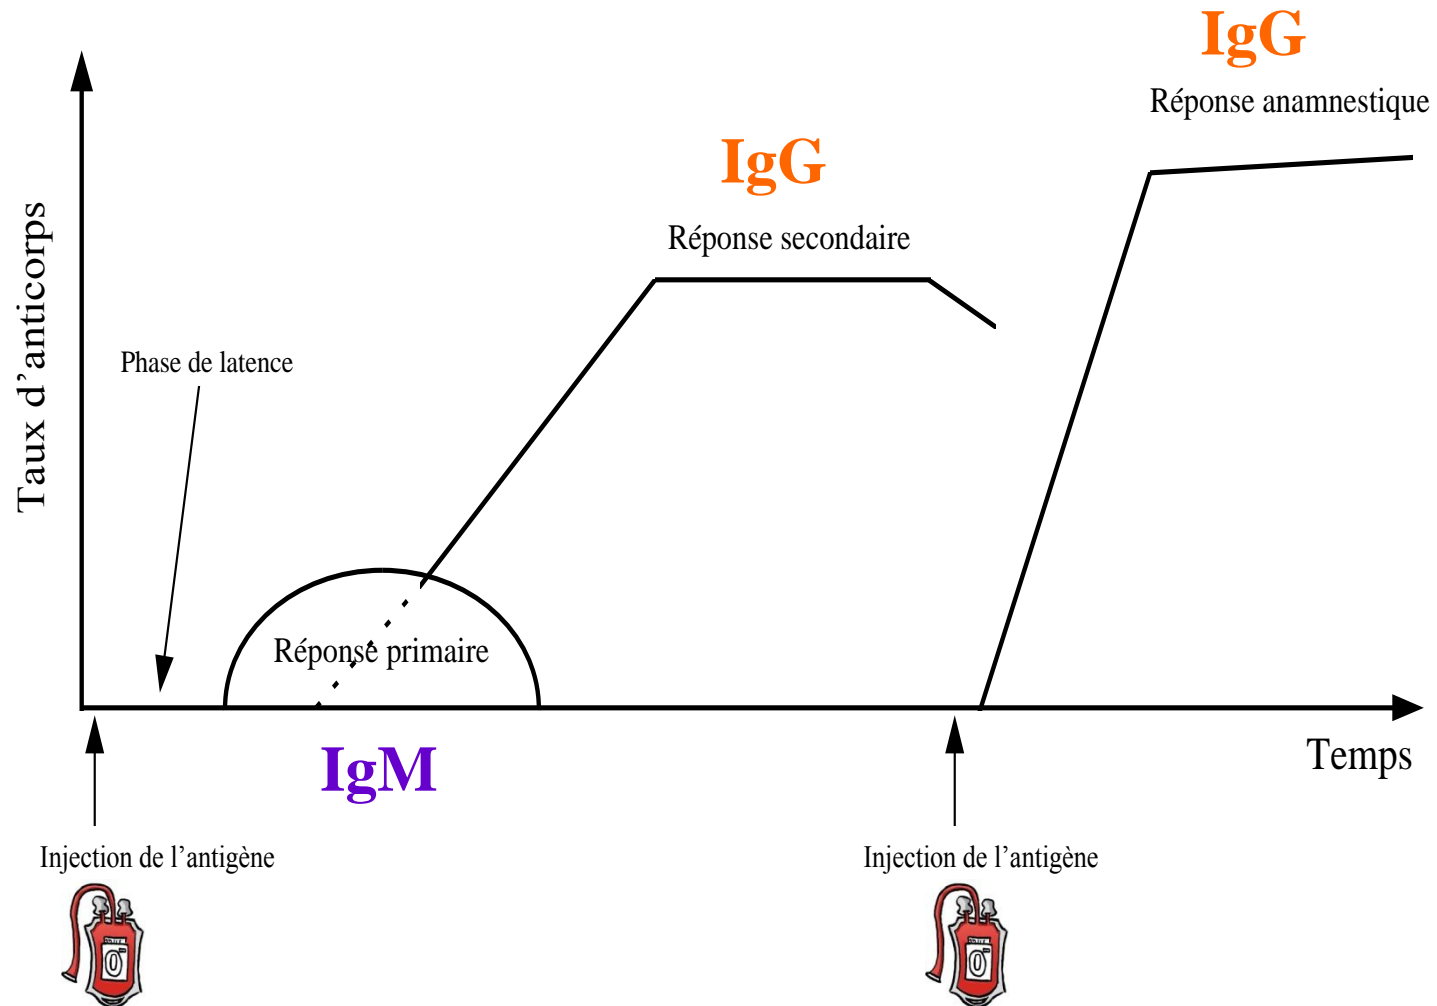 IgG
Réponse anamnestique
IgG
Réponse secondaire
Taux d'anticorps
Phase de latence
Réponse primaire
IgM
Temps
Injection de l'antigène
Injection de l'antigène
O-
O-